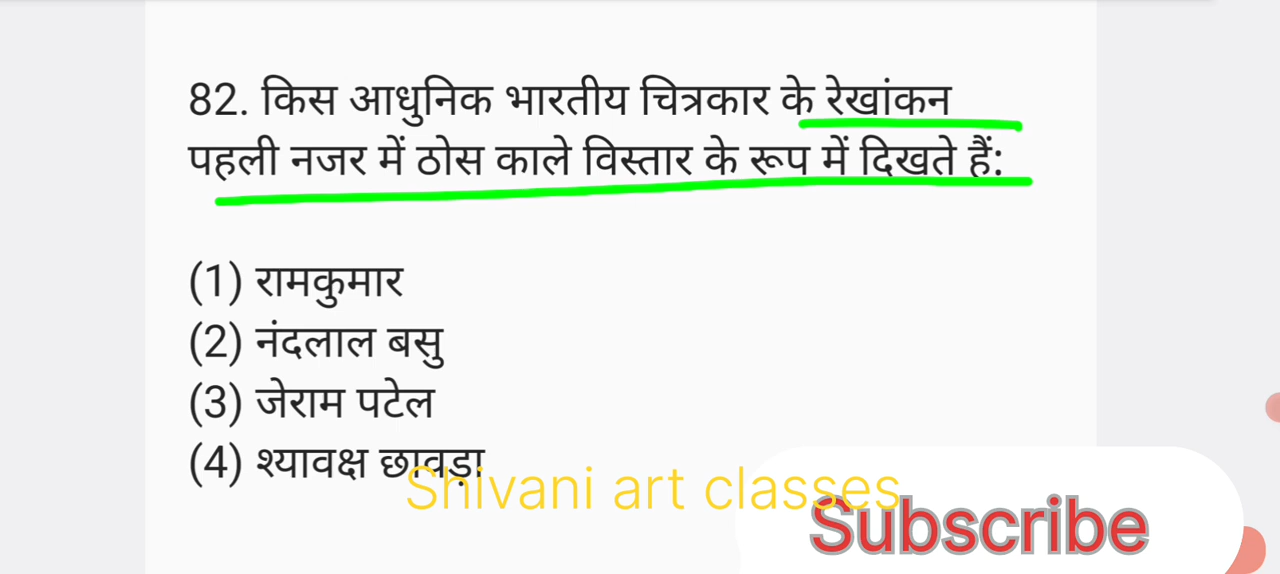 82. किस आधुनिक भारतीय चित्रकार के रेखांकन
पहली नजर में ठोस काले विस्तार के रूप में दिखते हैं:
(1) रामकुमार
(2) नंदलाल बसु
(3) जेराम पटेल
(4) श्यावक्ष छावड़ा
Shivani art classes
Subscribe